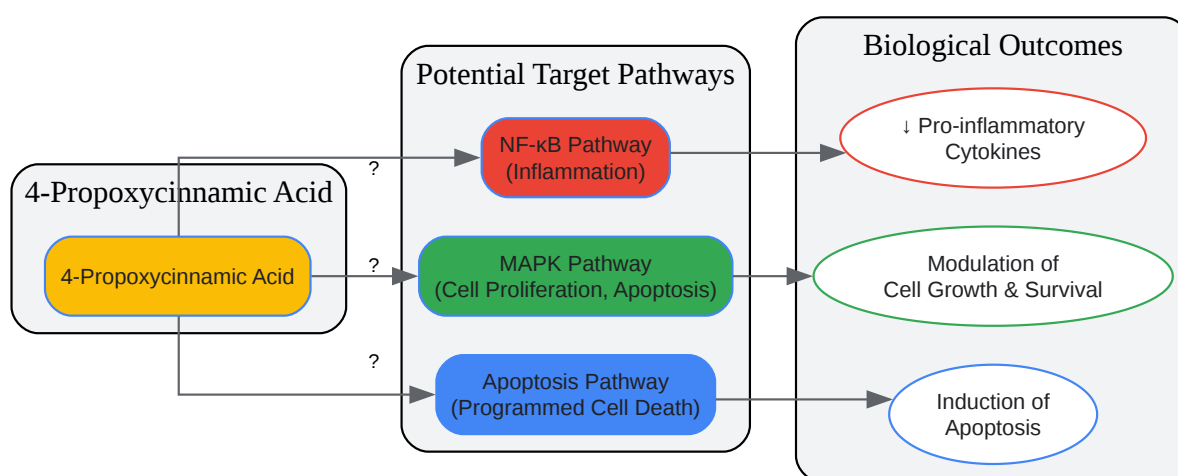 4-Propoxycinnamic Acid
4-Propoxycinnamic Acid
Potential Target Pathways
?
NF-κB Pathway
(Inflammation)
?
MAPK Pathway
(Cell Proliferation, Apoptosis)
?
Apoptosis Pathway
(Programmed Cell Death)
Biological Outcomes
↓ Pro-inflammatory
Cytokines
Modulation of
Cell Growth & Survival
Induction of
Apoptosis